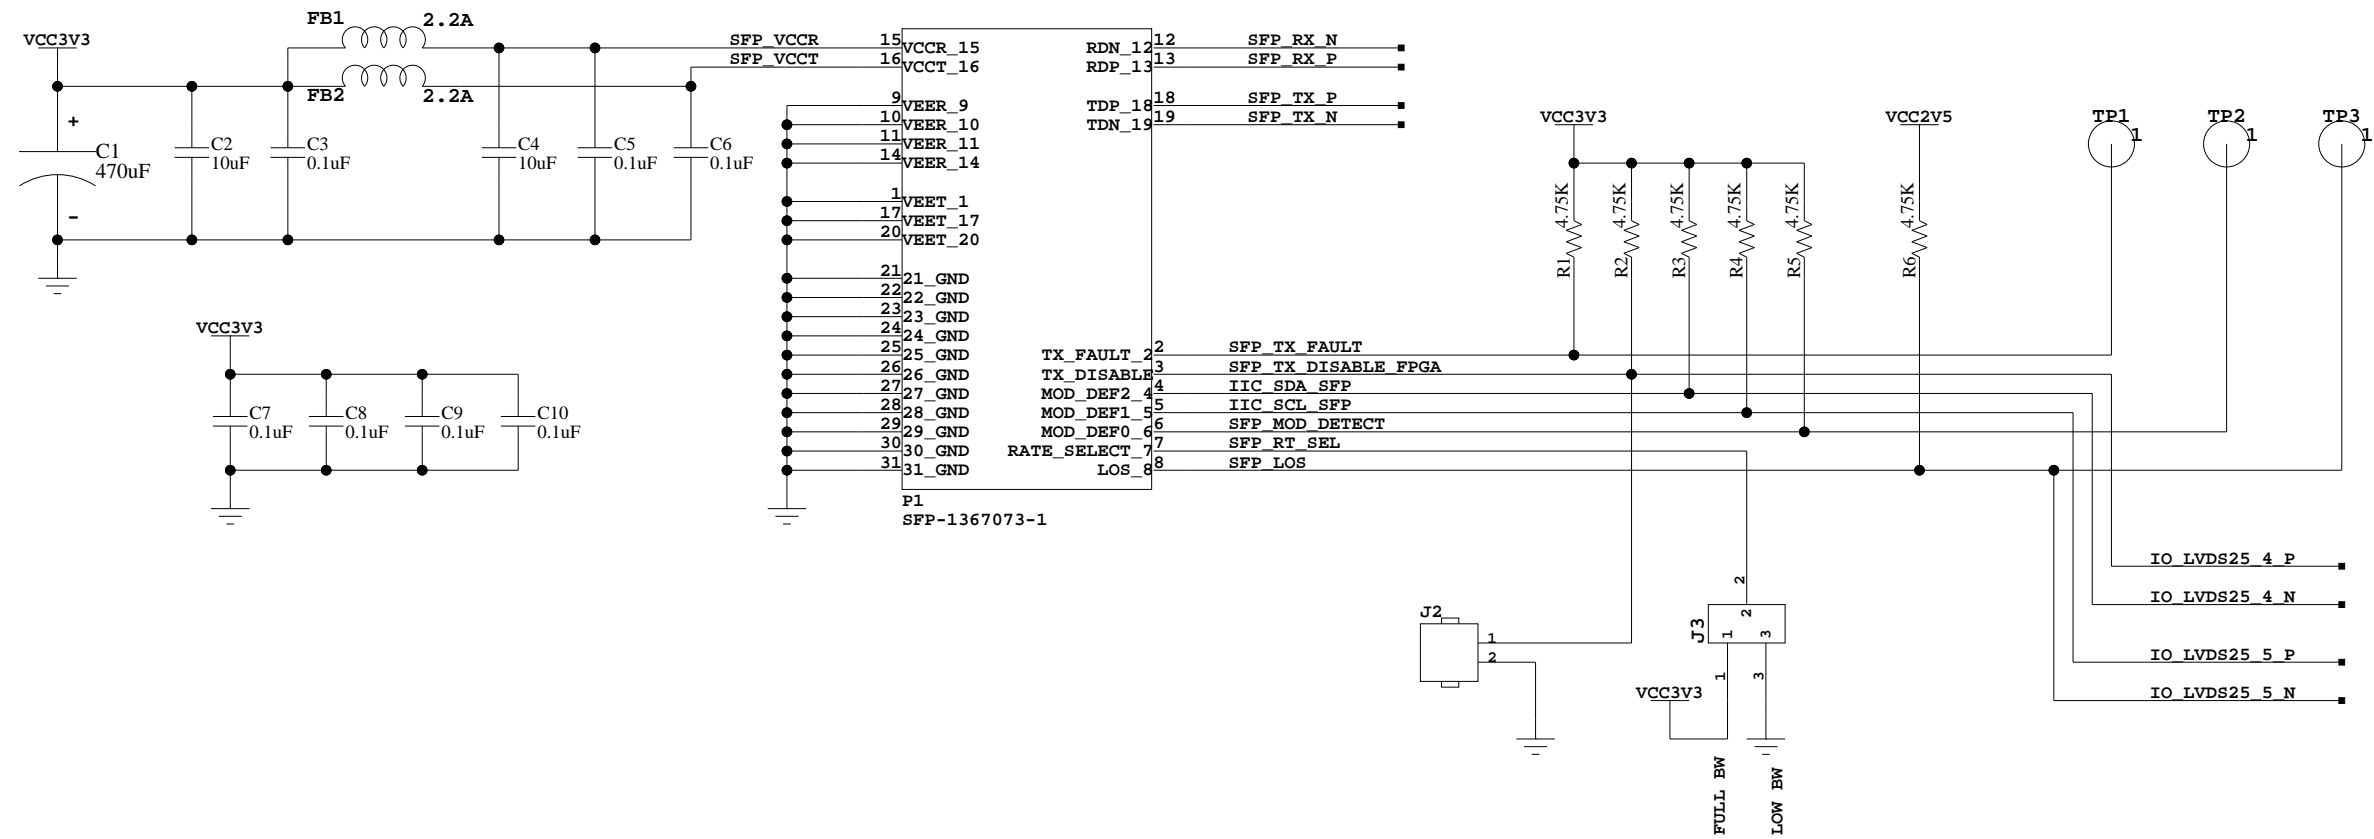 FB1 2.2A
VCC3V3
FB2 2.2A
+
C1
470uF
-
C2
10uF
C3
0.1uF
C4
10uF
C5
0.1uF
C6
0.1uF
VCC3V3
C7
0.1uF
C8
0.1uF
C9
0.1uF
C10
0.1uF
SFP_VCCR 15 VCCR_15
SFP_VCCT 16 VCCT_16
9 VEER_9
10 VEER_10
11 VEER_11
14 VEER_14
1 VEET_1
17 VEET_17
20 VEET_20
21 21_GND
22 22_GND
23 23_GND
24 24_GND
25 25_GND
26 26_GND
27 27_GND
28 28_GND
29 29_GND
30 30_GND
31 31_GND
RDN_12 12 SFP_RX_N
RDP_13 13 SFP_RX_P
TDP_18 18 SFP_TX_P
TDN_19 19 SFP_TX_N
TX_FAULT_2 2 SFP_TX_FAULT
TX_DISABLE 3 SFP_TX_DISABLE_FPGA
MOD_DEF2_4 4 IIC_SDA_SFP
MOD_DEF1_5 5 IIC_SCL_SFP
MOD_DEF0_6 6 SFP_MOD_DETECT
RATE_SELECT_7 7 SFP_RT_SEL
LOS_8 8 SFP_LOS
P1
SFP-1367073-1
VCC3V3
R1 4.75K
R2 4.75K
R3 4.75K
R4 4.75K
R5 4.75K
VCC2V5
R6 4.75K
TP1 1
TP2 1
TP3 1
IO_LVDS25_4_P
IO_LVDS25_4_N
IO_LVDS25_5_P
IO_LVDS25_5_N
J2
1
2
J3
2
2
1
3
1
3
VCC3V3
FULL BW
LOW BW